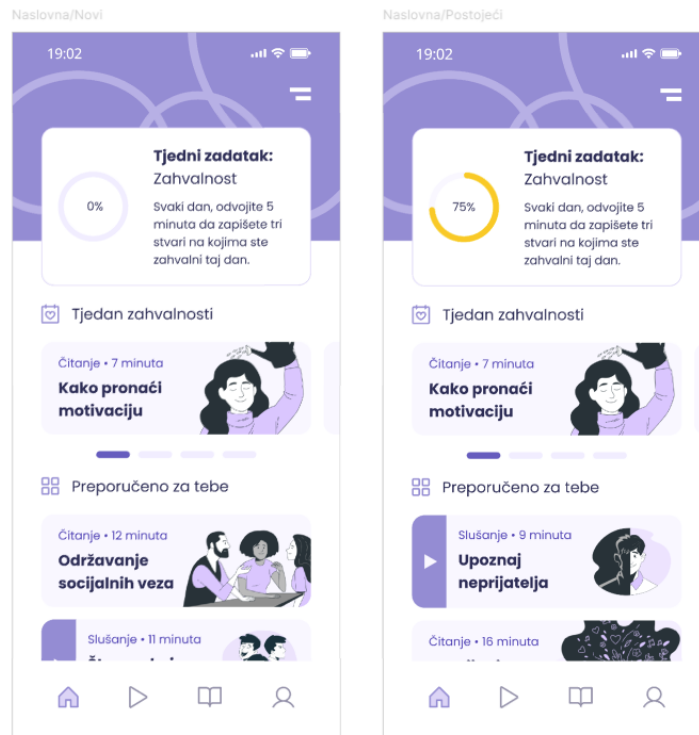 Naslovna/Novi
19:02
Tjedni zadatak:
Zahvalnost
0%
Svaki dan, odvojite 5
minuta da zapišete tri
stvari na kojima ste
zahvalni taj dan.
Tjedan zahvalnosti
Čitanje • 7 minuta
Kako pronaći
motivaciju
Preporučeno za tebe
Čitanje • 12 minuta
Održavanje
socijalnih veza
Slušanje • 11 minuta
Naslovna/Postojeći
19:02
Tjedni zadatak:
Zahvalnost
75%
Svaki dan, odvojite 5
minuta da zapišete tri
stvari na kojima ste
zahvalni taj dan.
Tjedan zahvalnosti
Čitanje • 7 minuta
Kako pronaći
motivaciju
Preporučeno za tebe
Slušanje • 9 minuta
Upoznaj
neprijatelja
Čitanje • 16 minuta